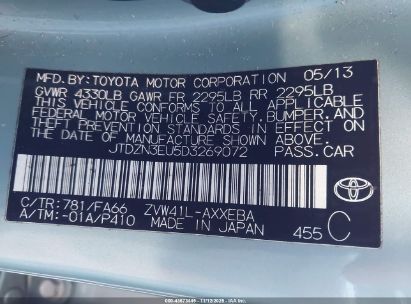 MFD.BY:TOYOTA MOTOR CORPORATION 05/13
GVWR 4330LB GAWR FR 2295LB RR 2295LB
THIS VEHICLE CONFORMS TO ALL APPLICABLE
FEDERAL MOTOR VEHICLE SAFETY, BUMPER, AND
THEFT PREVENTION STANDARDS IN EFFECT ON
THE DATE OF MANUFACTURE SHOWN ABOVE.
JTDZN3EU5D3269072 PASS.CAR
C/TR:781/FA66 ZVW41L-AXXEBA
A/TM:-01A/P410 MADE IN JAPAN 455 C
TOYOTA